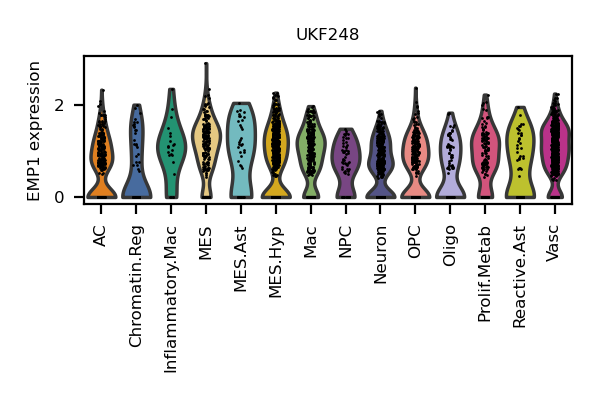 UKF248
EMP1 expression
2
0
AC
Chromatin.Reg
Inflammatory.Mac
MES
MES.Ast
MES.Hyp
Mac
NPC
Neuron
OPC
Oligo
Prolif.Metab
Reactive.Ast
Vasc